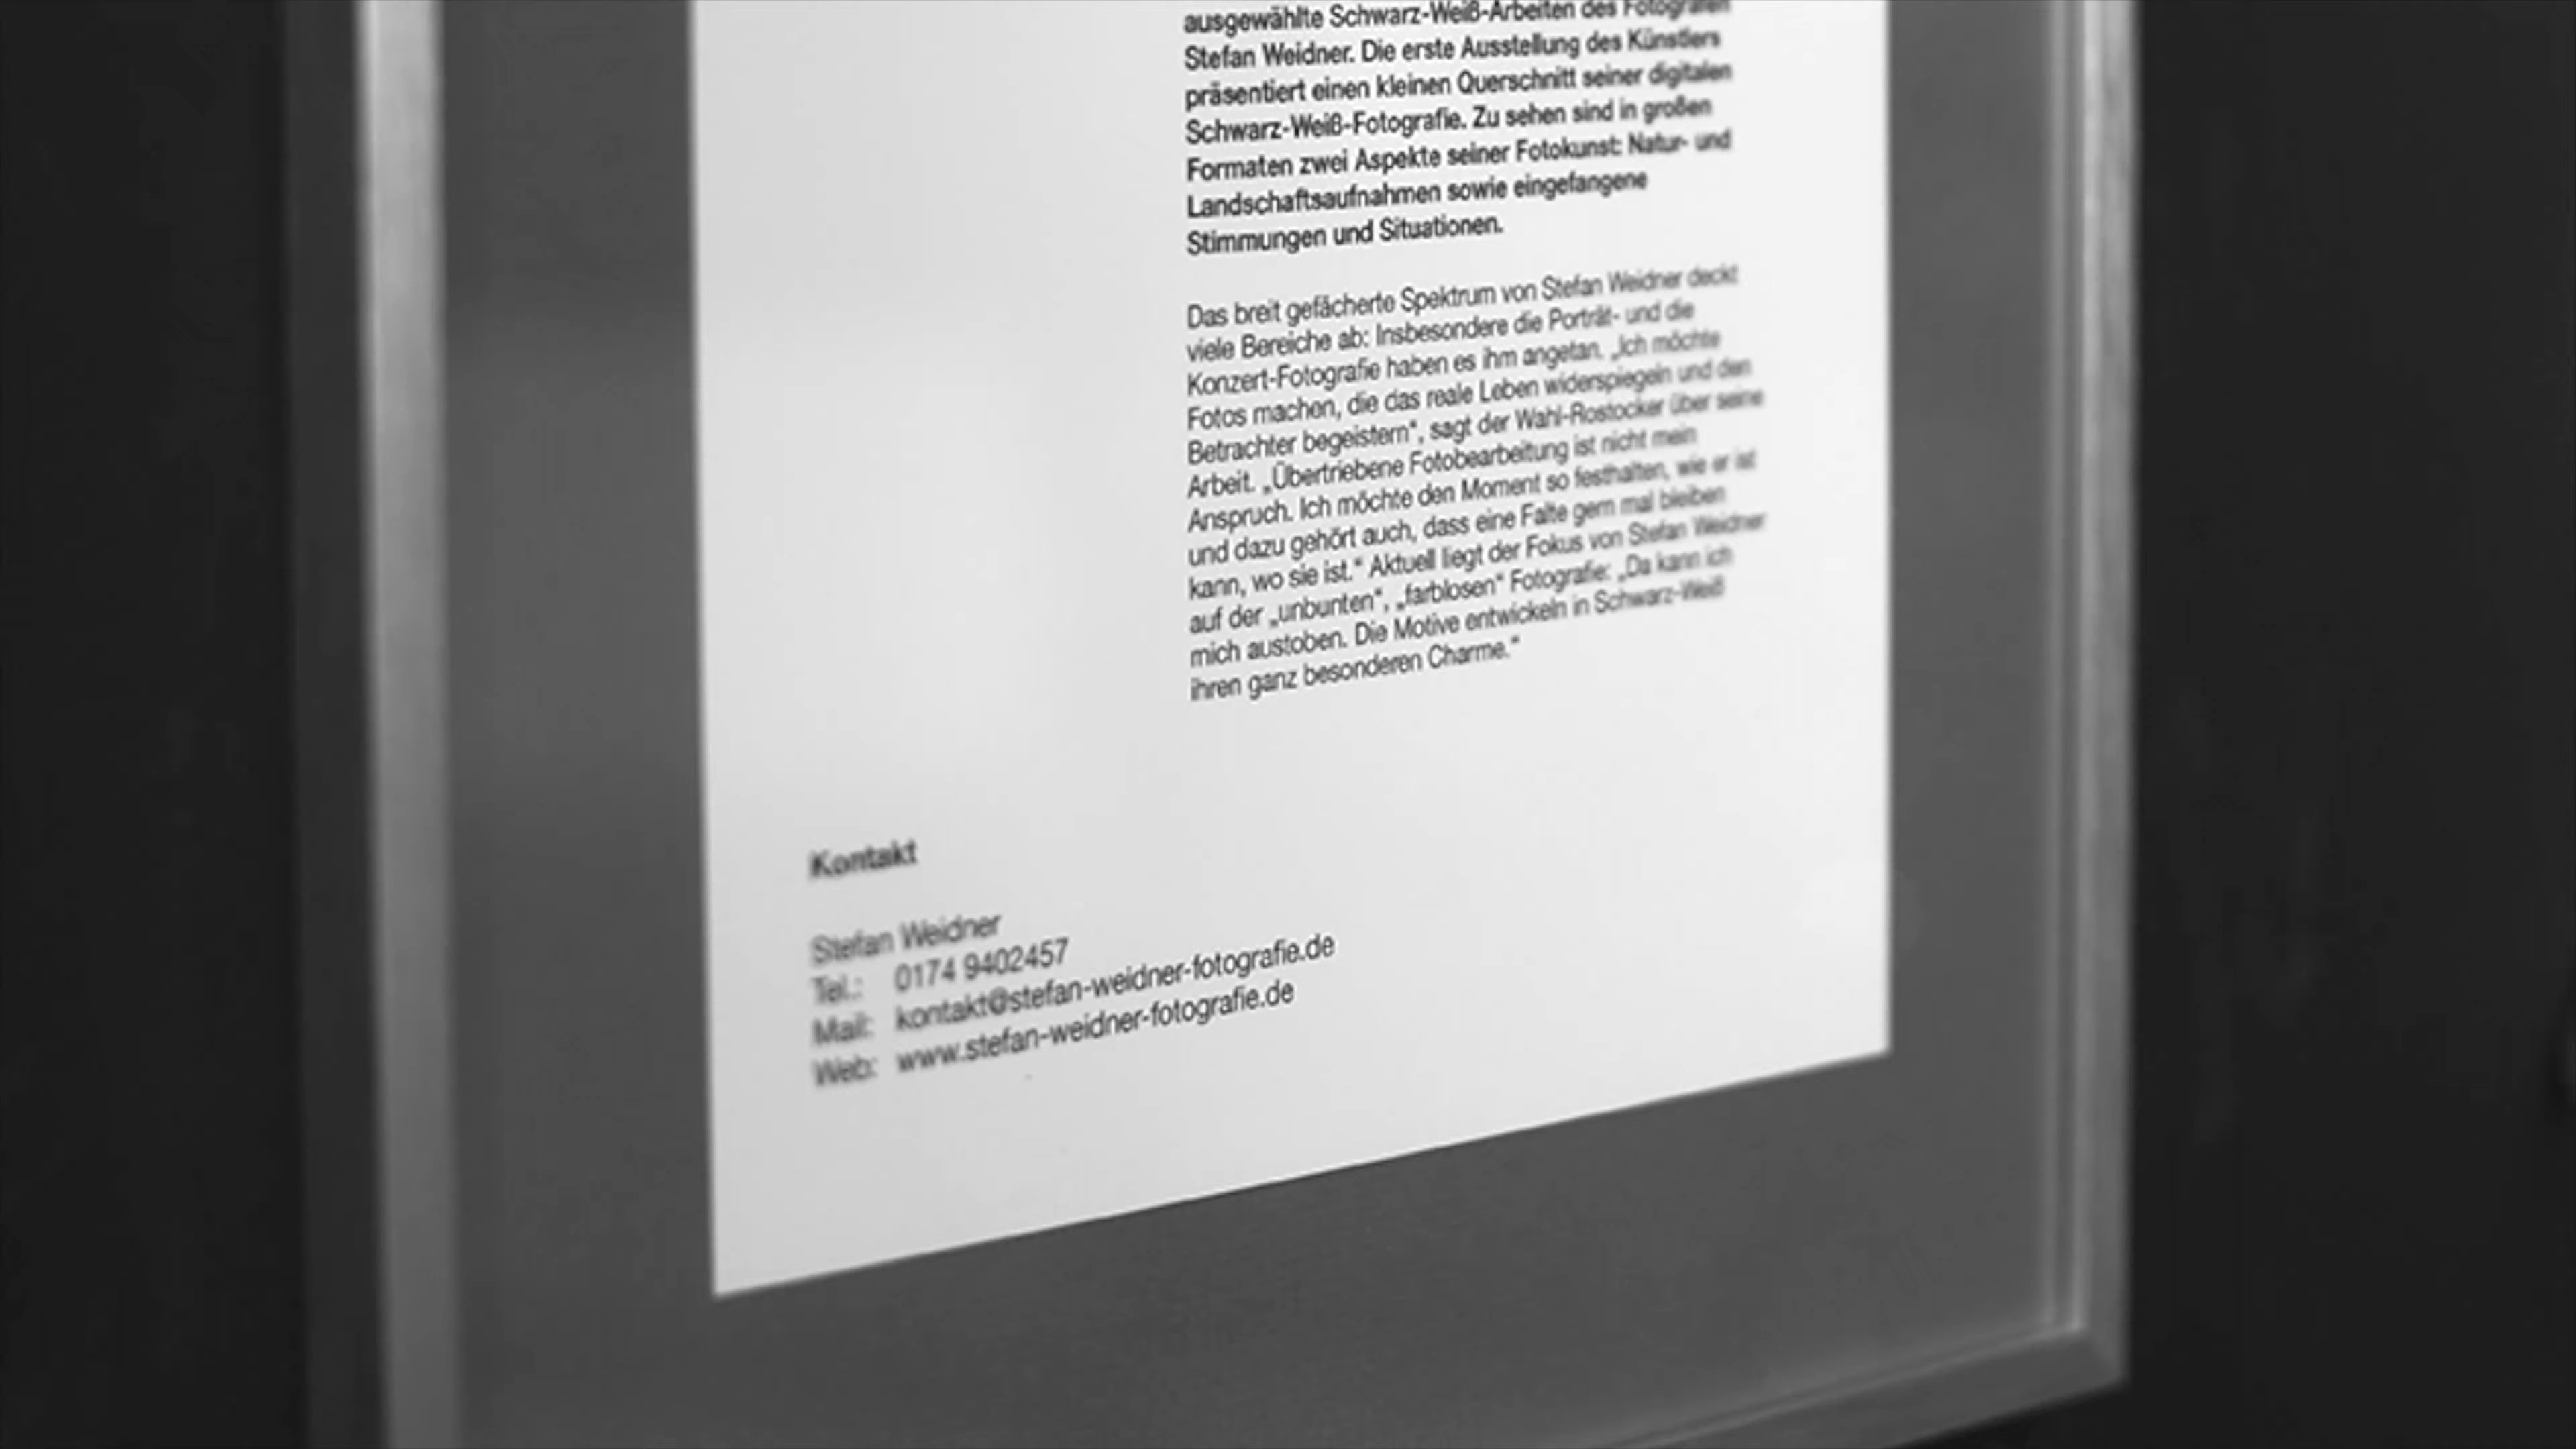 ausgewählte Schwarz-Weiß-Arbeiten des Fotografen
Stefan Weidner. Die erste Ausstellung des Künstlers
präsentiert einen kleinen Querschnitt seiner digitalen
Schwarz-Weiß-Fotografie. Zu sehen sind in großen
Formaten zwei Aspekte seiner Fotokunst: Natur- und
Landschaftsaufnahmen sowie eingefangene
Stimmungen und Situationen.
Das breit gefächerte Spektrum von Stefan Weidner deckt
viele Bereiche ab: Insbesondere die Porträt- und die
Konzert-Fotografie haben es ihm angetan. „Ich möchte
Fotos machen, die das reale Leben widerspiegeln und den
Betrachter begeistern“, sagt der Wahl-Rostocker über seine
Arbeit. „Übertriebene Fotobearbeitung ist nicht mein
Anspruch. Ich möchte den Moment so festhalten, wie er ist
und dazu gehört auch, dass eine Falte gern mal bleiben
kann, wo sie ist.“ Aktuell liegt der Fokus von Stefan Weidner
auf der „unbunten“, „farblosen“ Fotografie: „Da kann ich
mich austoben. Die Motive entwickeln in Schwarz-Weiß
ihren ganz besonderen Charme.“
Kontakt
Stefan Weidner
Tel.: 0174 9402457
Mail: kontakt@stefan-weidner-fotografie.de
Web: www.stefan-weidner-fotografie.de